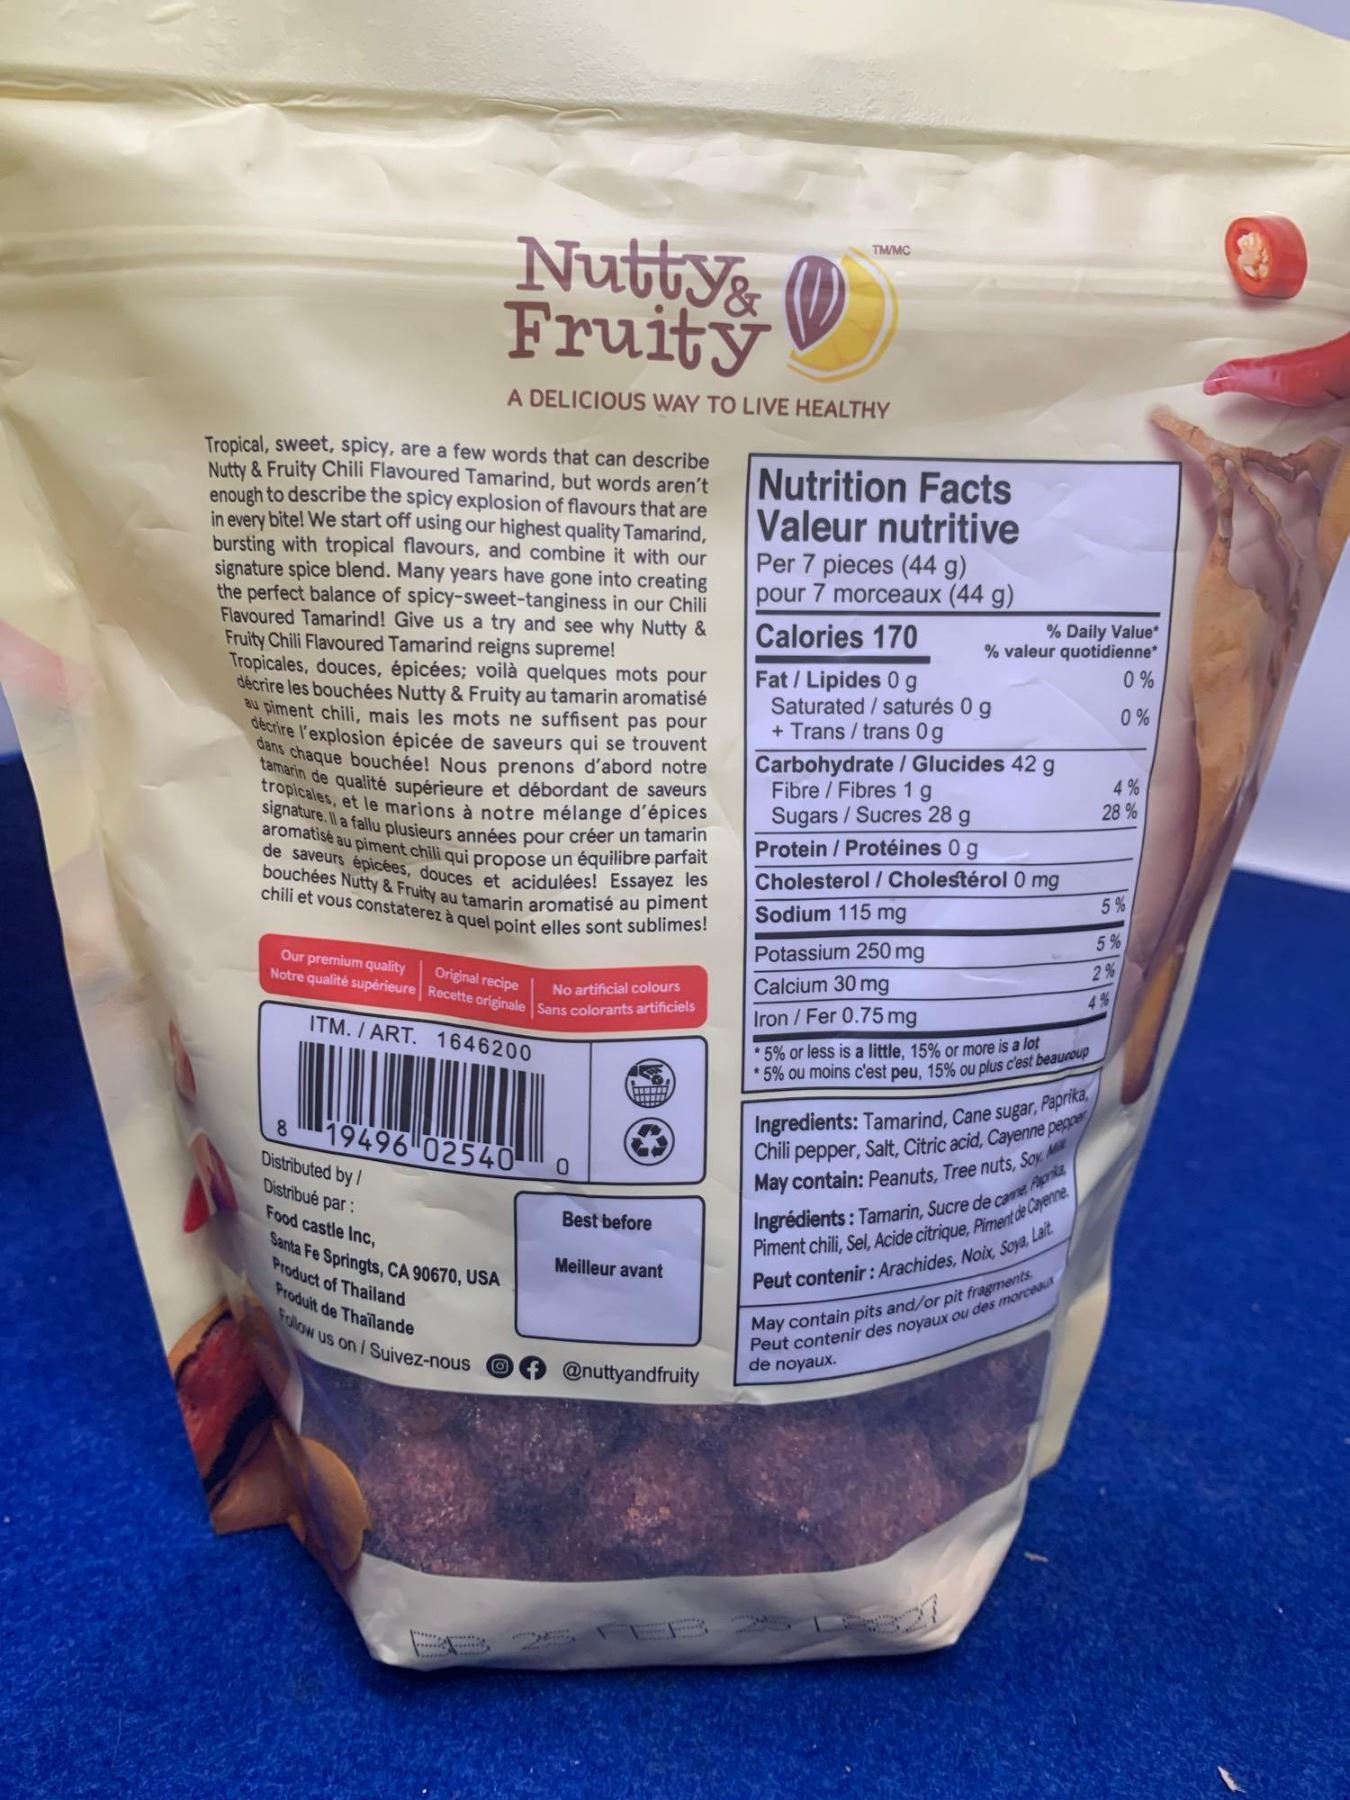 Nutty&
Fruity
TM/MC
A DELICIOUS WAY TO LIVE HEALTHY
Tropical, sweet, spicy, are a few words that can describe
Nutty & Fruity Chili Flavoured Tamarind, but words aren't
enough to describe the spicy explosion of flavours that are
in every bite! We start off using our highest quality Tamarind,
bursting with tropical flavours, and combine it with our
signature spice blend. Many years have gone into creating
the perfect balance of spicy-sweet-tanginess in our Chili
Flavoured Tamarind! Give us a try and see why Nutty &
Fruity Chili Flavoured Tamarind reigns supreme!
Tropicales, douces, épicées; voilà quelques mots pour
décrire les bouchées Nutty & Fruity au tamarin aromatisé
au piment chili, mais les mots ne suffisent pas pour
décrire l'explosion épicée de saveurs qui se trouvent
dans chaque bouchée! Nous prenons d'abord notre
tamarin de qualité supérieure et débordant de saveurs
tropicales, et le marions à notre mélange d'épices
signature. Il a fallu plusieurs années pour créer un tamarin
aromatisé au piment chili qui propose un équilibre parfait
de saveurs épicées, douces et acidulées! Essayez les
bouchées Nutty & Fruity au tamarin aromatisé au piment
chili et vous constaterez à quel point elles sont sublimes!
Our premium quality
Notre qualité supérieure
Original recipe
Recette originale
No artificial colours
Sans colorants artificiels
ITM. / ART. 1646200
8 19496 02540 0
Distributed by /
Distribué par :
Food castle Inc,
Santa Fe Springts, CA 90670, USA
Product of Thailand
Produit de Thaïlande
Follow us on / Suivez-nous @nuttyandfruity
Best before
Meilleur avant
Nutrition Facts
Valeur nutritive
Per 7 pieces (44 g)
pour 7 morceaux (44 g)
Calories 170 % Daily Value*
% valeur quotidienne*
Fat / Lipides 0 g 0 %
Saturated / saturés 0 g 0 %
+ Trans / trans 0 g
Carbohydrate / Glucides 42 g
Fibre / Fibres 1 g 4 %
Sugars / Sucres 28 g 28 %
Protein / Protéines 0 g
Cholesterol / Cholestérol 0 mg
Sodium 115 mg 5 %
Potassium 250 mg 5 %
Calcium 30 mg 2 %
Iron / Fer 0.75 mg 4 %
* 5% or less is a little, 15% or more is a lot
* 5% ou moins c'est peu, 15% ou plus c'est beaucoup
Ingredients: Tamarind, Cane sugar, Paprika,
Chili pepper, Salt, Citric acid, Cayenne pepper
May contain: Peanuts, Tree nuts, Soy, Milk
Ingrédients : Tamarin, Sucre de canne, Paprika,
Piment chili, Sel, Acide citrique, Piment de Cayenne.
Peut contenir : Arachides, Noix, Soya, Lait.
May contain pits and/or pit fragments.
Peut contenir des noyaux ou des morceaux
de noyaux.
BB 25 FEB 25